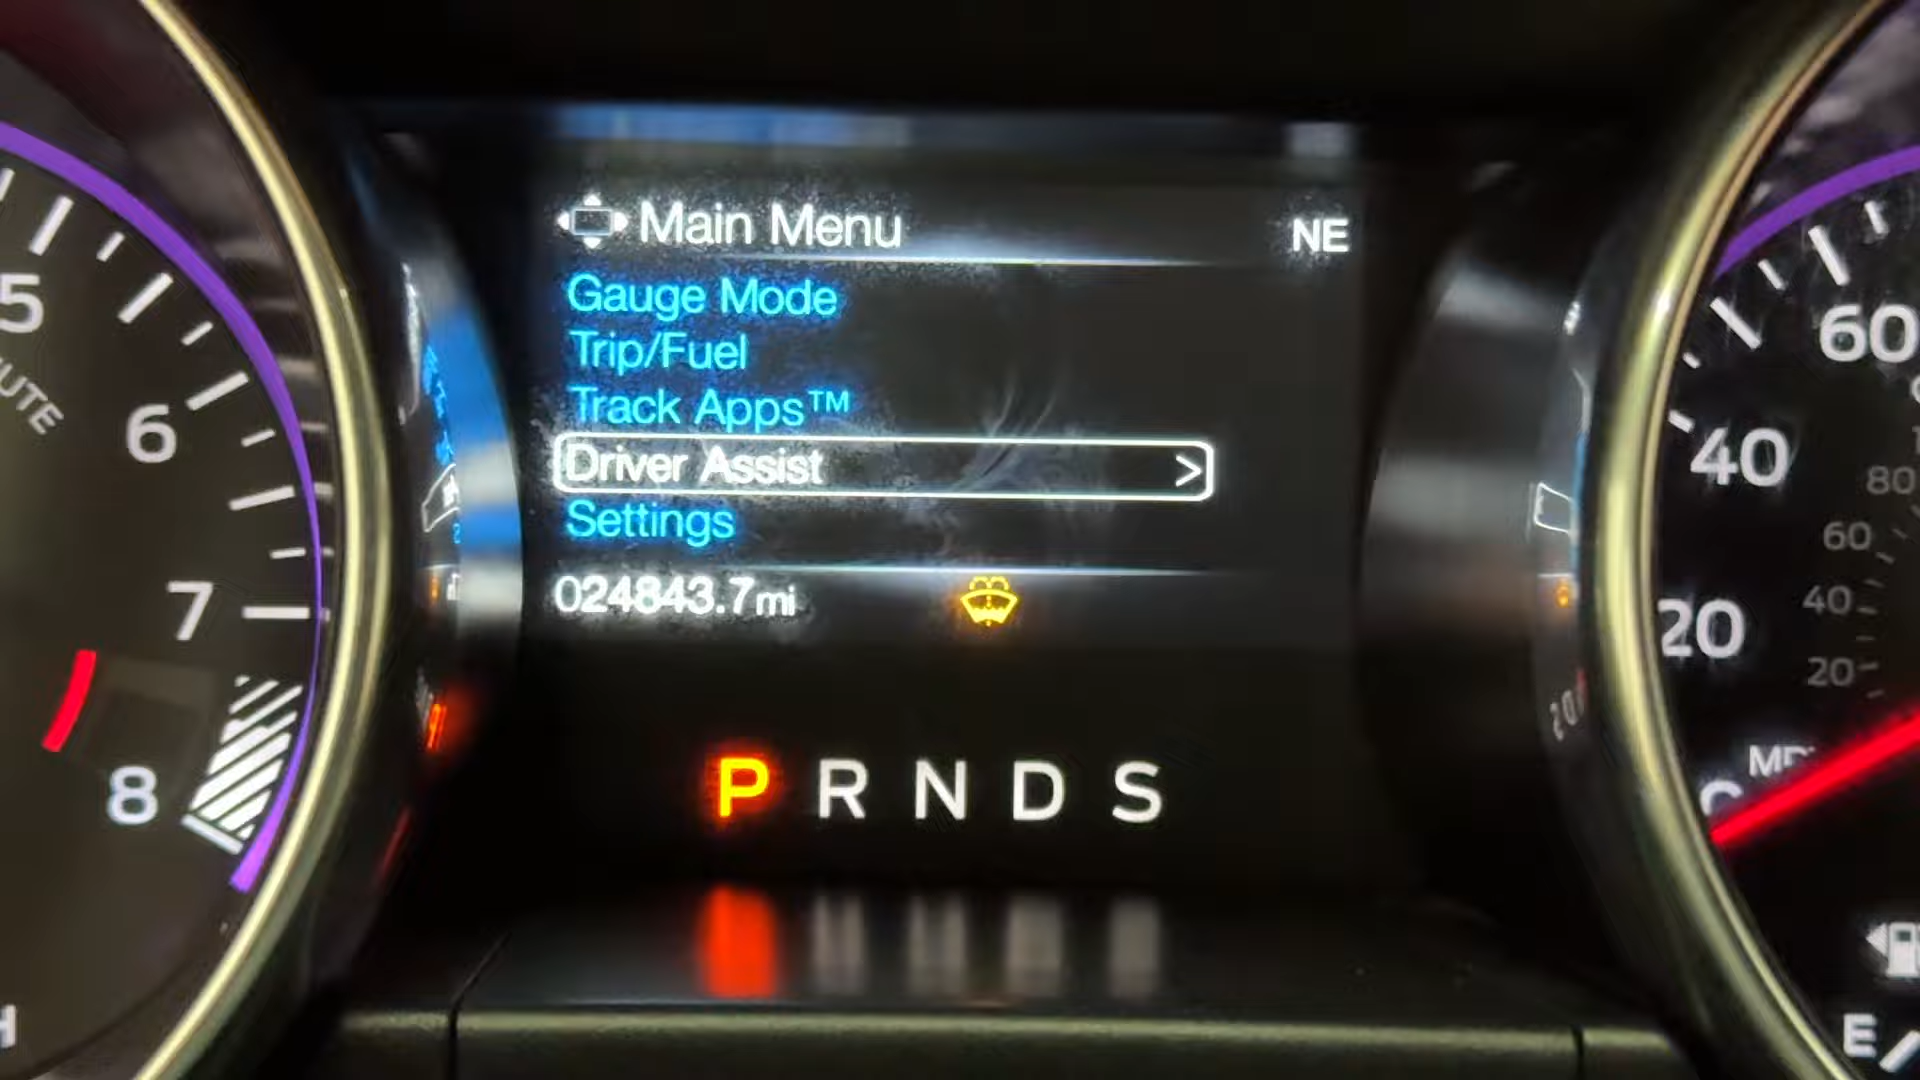 Main Menu
NE
Gauge Mode
Trip/Fuel
Track Apps™
Driver Assist >
Settings
024843.7mi
P R N D S
5
6
7
8
60
40
20
80
60
40
20
E